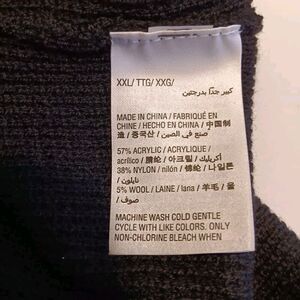 XXL/ TTG/ XXG/
كبير جدًا بدرجتين
MADE IN CHINA / FABRIQUÉ EN
CHINE / HECHO EN CHINA / 中国制
造 / 중국산 / صنع في الصين
57% ACRYLIC / ACRYLIQUE /
acrílico / 腈纶 / 아크릴 / أكريليك
38% NYLON / nilón / 锦纶 / 나일론
/ نايلون
5% WOOL / LAINE / lana / 羊毛 / 울
/ صوف
MACHINE WASH COLD GENTLE
CYCLE WITH LIKE COLORS. ONLY
NON-CHLORINE BLEACH WHEN